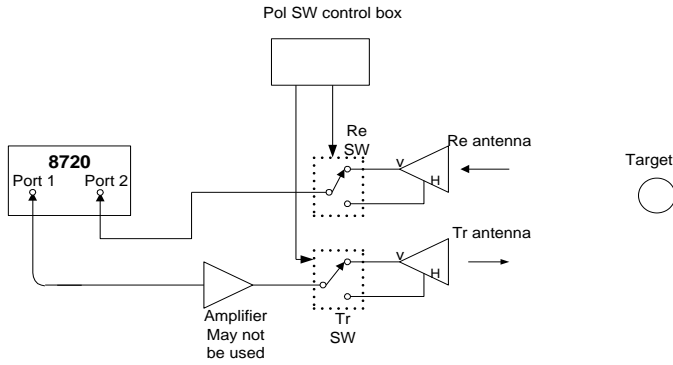 Pol SW control box
8720
Port 1
Port 2
Re
SW
V
H
Re antenna
Target
Amplifier
May not
be used
Tr
SW
V
H
Tr antenna